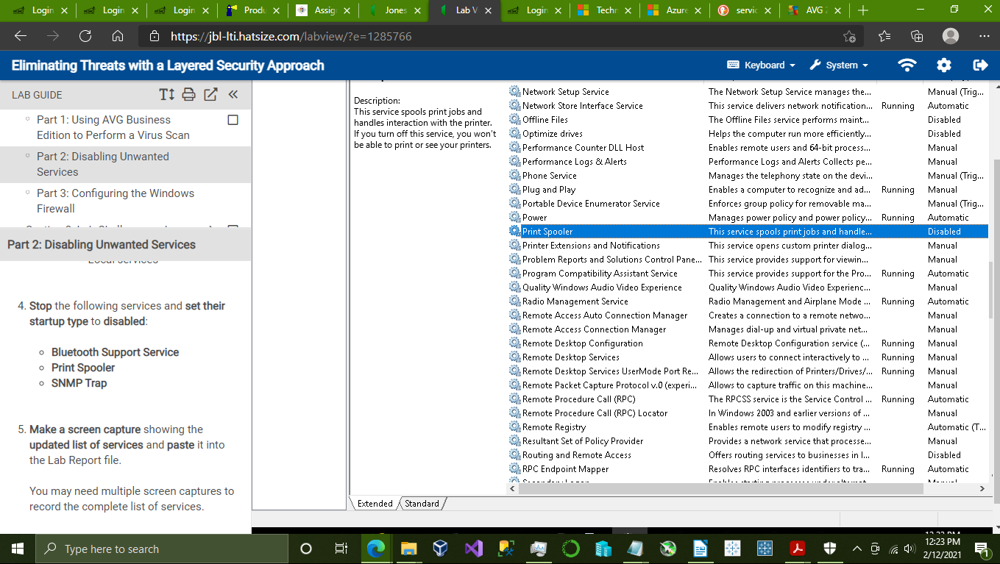 Login
Login
Login
Produ
Assig
Jones
Lab V
Login
Techn
Azure
servic
AVG 2
https://jbl-lti.hatsize.com/labview/?e=1285766
Eliminating Threats with a Layered Security Approach
Keyboard
System
LAB GUIDE
Part 1: Using AVG Business
Edition to Perform a Virus Scan
Part 2: Disabling Unwanted
Services
Part 3: Configuring the Windows
Firewall
Part 2: Disabling Unwanted Services
4. Stop the following services and set their
startup type to disabled:
Bluetooth Support Service
Print Spooler
SNMP Trap
5. Make a screen capture showing the
updated list of services and paste it into
the Lab Report file.
You may need multiple screen captures to
record the complete list of services.
Description:
This service spools print jobs and
handles interaction with the printer.
If you turn off this service, you won't
be able to print or see your printers.
Network Setup Service The Network Setup Service manages the... Manual (Trig...
Network Store Interface Service This service delivers network notification... Running Automatic
Offline Files The Offline Files service performs maint... Disabled
Optimize drives Helps the computer run more efficiently... Disabled
Performance Counter DLL Host Enables remote users and 64-bit process... Manual
Performance Logs & Alerts Performance Logs and Alerts Collects pe... Manual
Phone Service Manages the telephony state on the devi... Manual (Trig...
Plug and Play Enables a computer to recognize and ad... Running Manual
Portable Device Enumerator Service Enforces group policy for removable ma... Manual (Trig...
Power Manages power policy and power policy... Running Automatic
Print Spooler This service spools print jobs and handle... Disabled
Printer Extensions and Notifications This service opens custom printer dialog... Manual
Problem Reports and Solutions Control Pane... This service provides support for viewin... Manual
Program Compatibility Assistant Service This service provides support for the Pro... Running Automatic
Quality Windows Audio Video Experience Quality Windows Audio Video Experienc... Manual
Radio Management Service Radio Management and Airplane Mode ... Running Automatic
Remote Access Auto Connection Manager Creates a connection to a remote netwo... Manual
Remote Access Connection Manager Manages dial-up and virtual private net... Manual
Remote Desktop Configuration Remote Desktop Configuration service (... Running Manual
Remote Desktop Services Allows users to connect interactively to ... Running Manual
Remote Desktop Services UserMode Port Re... Allows the redirection of Printers/Drives/... Running Manual
Remote Packet Capture Protocol v.0 (experi... Allows to capture traffic on this machine... Manual
Remote Procedure Call (RPC) The RPCSS service is the Service Control ... Running Automatic
Remote Procedure Call (RPC) Locator In Windows 2003 and earlier versions of ... Manual
Remote Registry Enables remote users to modify registry ... Automatic (T...
Resultant Set of Policy Provider Provides a network service that processe... Manual
Routing and Remote Access Offers routing services to businesses in l... Disabled
RPC Endpoint Mapper Resolves RPC interfaces identifiers to tra... Running Automatic
Extended Standard
Type here to search
12:23 PM
2/12/2021
1